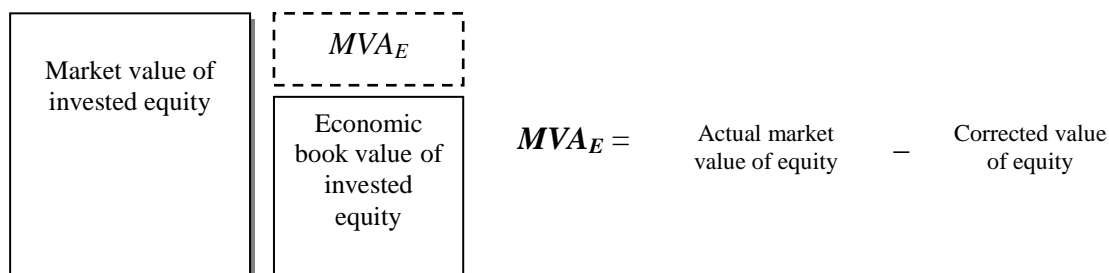 Market value of
invested equity
MVA_E
Economic
book value of
invested
equity
MVA_E =
Actual market
value of equity
–
Corrected value
of equity